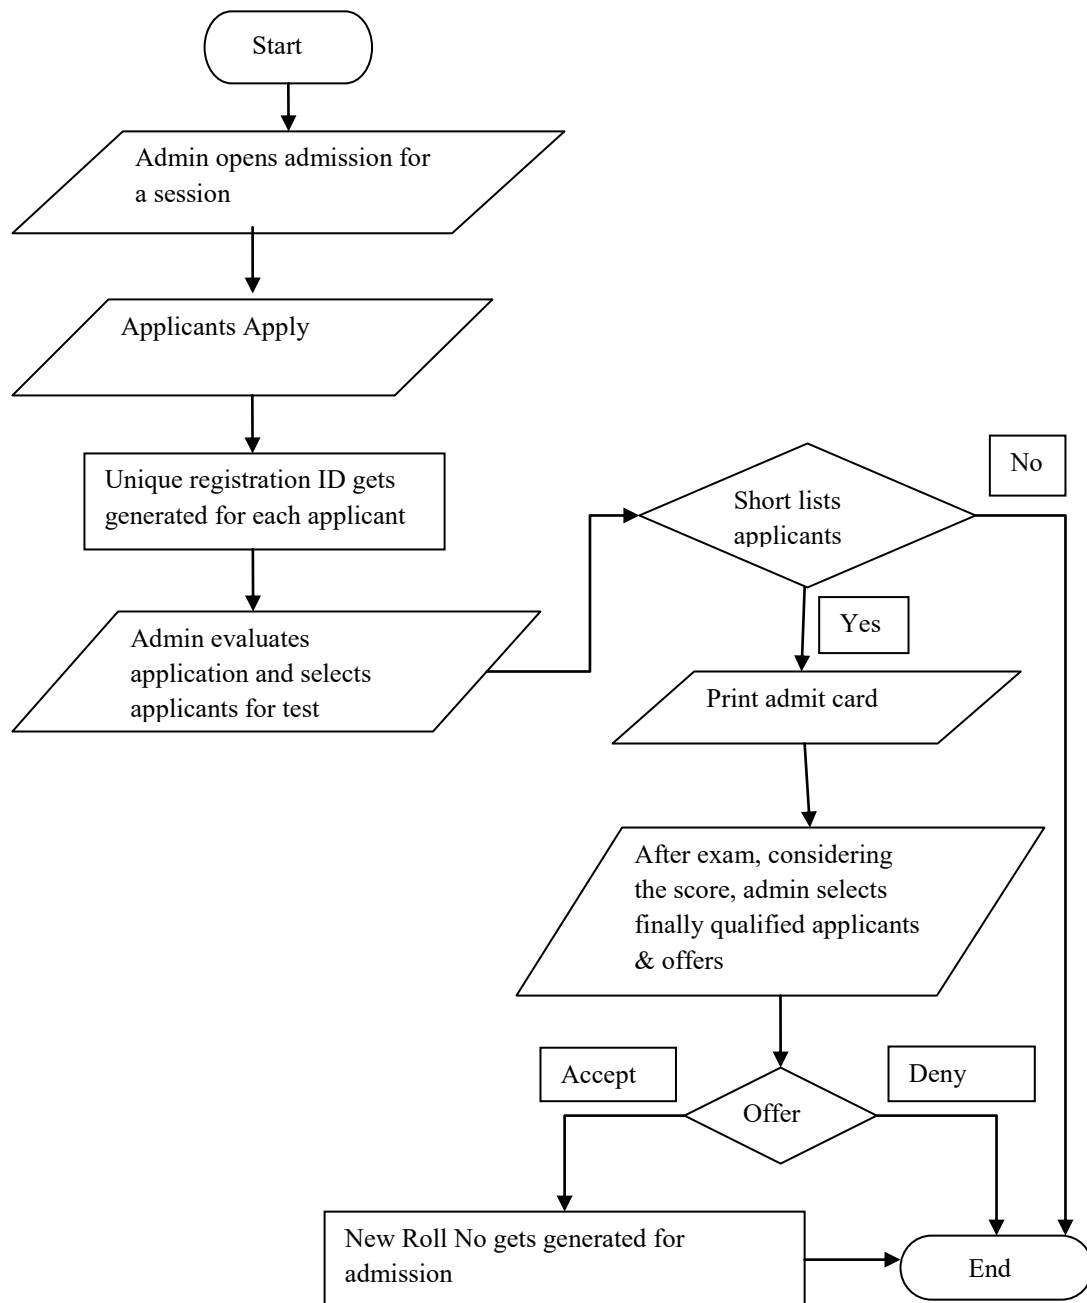 Start
Admin opens admission for
a session
Applicants Apply
Unique registration ID gets
generated for each applicant
Admin evaluates
application and selects
applicants for test
Short lists
applicants
No
Yes
Print admit card
After exam, considering
the score, admin selects
finally qualified applicants
& offers
Accept
Deny
Offer
New Roll No gets generated for
admission
End